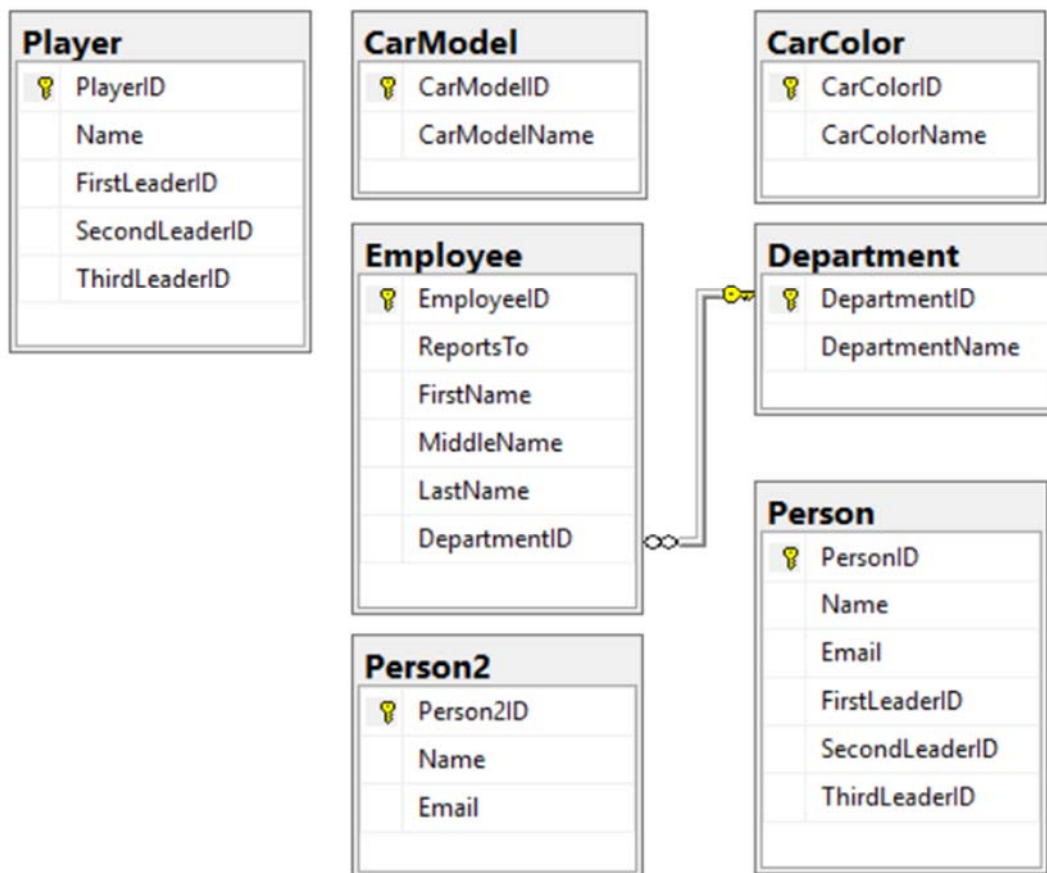 Player
PlayerID
Name
FirstLeaderID
SecondLeaderID
ThirdLeaderID
CarModel
CarModelID
CarModelName
CarColor
CarColorID
CarColorName
Employee
EmployeeID
ReportsTo
FirstName
MiddleName
LastName
DepartmentID
Department
DepartmentID
DepartmentName
Person2
Person2ID
Name
Email
Person
PersonID
Name
Email
FirstLeaderID
SecondLeaderID
ThirdLeaderID